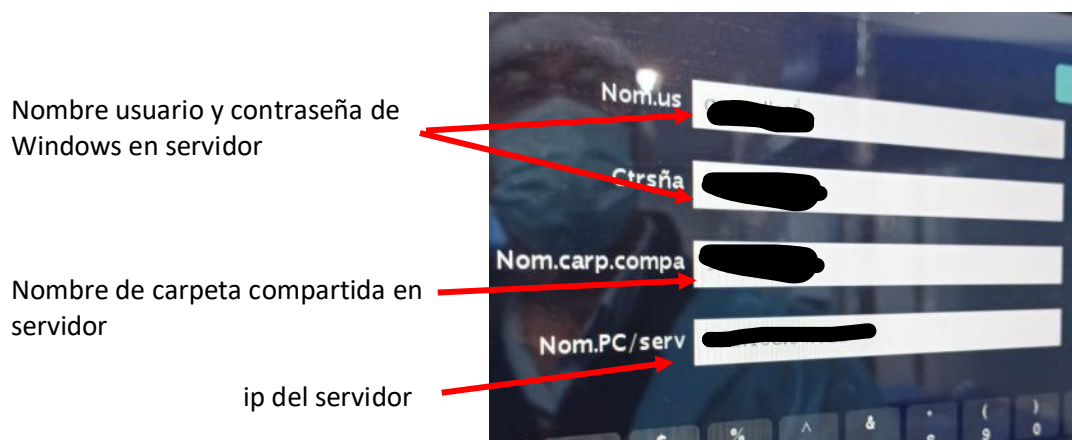 Nombre usuario y contraseña de
Windows en servidor
Nom.us
Ctrsña
Nom.carp.compa
Nombre de carpeta compartida en
servidor
Nom.PC/serv
ip del servidor
% ^ & * ( )
9 0